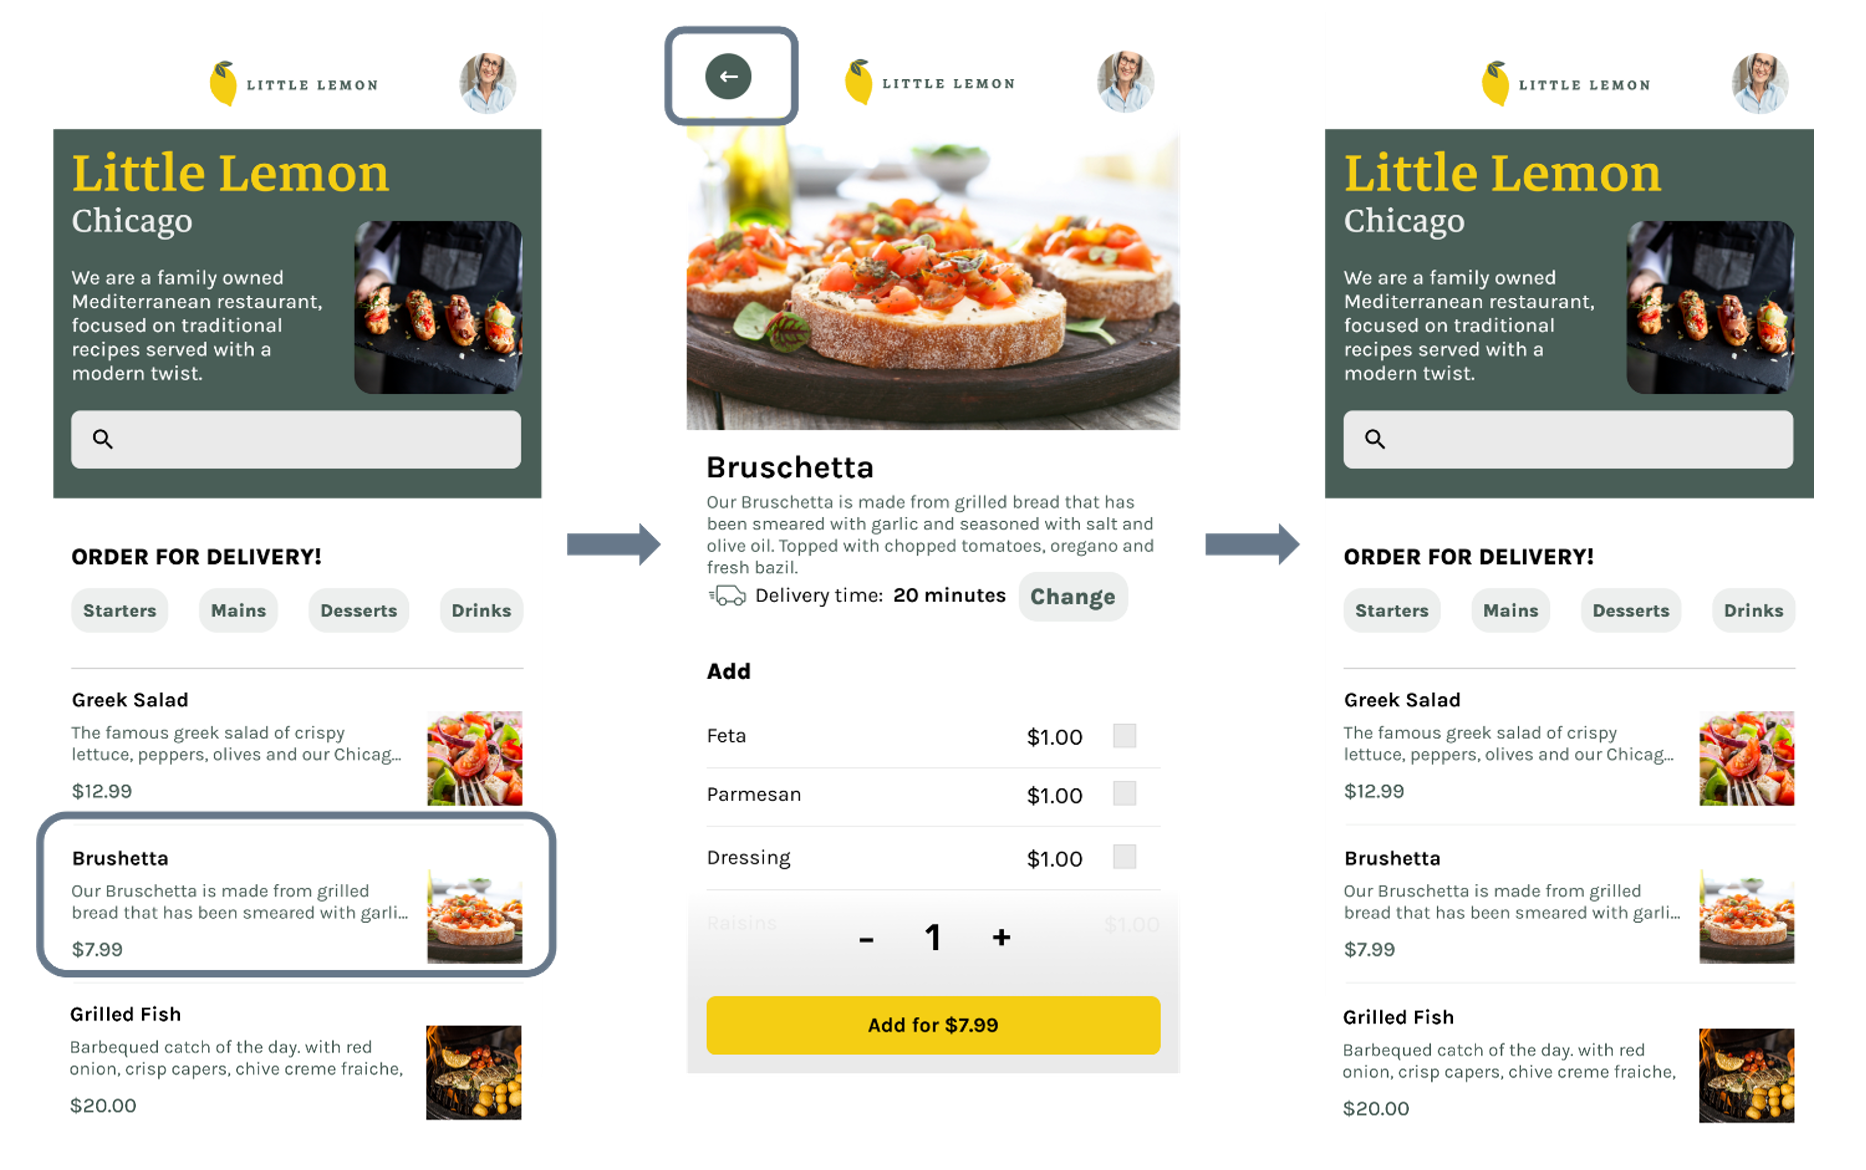 LITTLE LEMON
Little Lemon
Chicago
We are a family owned
Mediterranean restaurant,
focused on traditional
recipes served with a
modern twist.
ORDER FOR DELIVERY!
Starters Mains Desserts Drinks
Greek Salad
The famous greek salad of crispy
lettuce, peppers, olives and our Chicag...
$12.99
Brushetta
Our Bruschetta is made from grilled
bread that has been smeared with garli...
$7.99
Grilled Fish
Barbequed catch of the day. with red
onion, crisp capers, chive creme fraiche,
$20.00
LITTLE LEMON
Bruschetta
Our Bruschetta is made from grilled bread that has
been smeared with garlic and seasoned with salt and
olive oil. Topped with chopped tomatoes, oregano and
fresh bazil.
Delivery time: 20 minutes Change
Add
Feta $1.00
Parmesan $1.00
Dressing $1.00
Raisins $1.00
- 1 +
Add for $7.99
LITTLE LEMON
Little Lemon
Chicago
We are a family owned
Mediterranean restaurant,
focused on traditional
recipes served with a
modern twist.
ORDER FOR DELIVERY!
Starters Mains Desserts Drinks
Greek Salad
The famous greek salad of crispy
lettuce, peppers, olives and our Chicag...
$12.99
Brushetta
Our Bruschetta is made from grilled
bread that has been smeared with garli...
$7.99
Grilled Fish
Barbequed catch of the day. with red
onion, crisp capers, chive creme fraiche,
$20.00